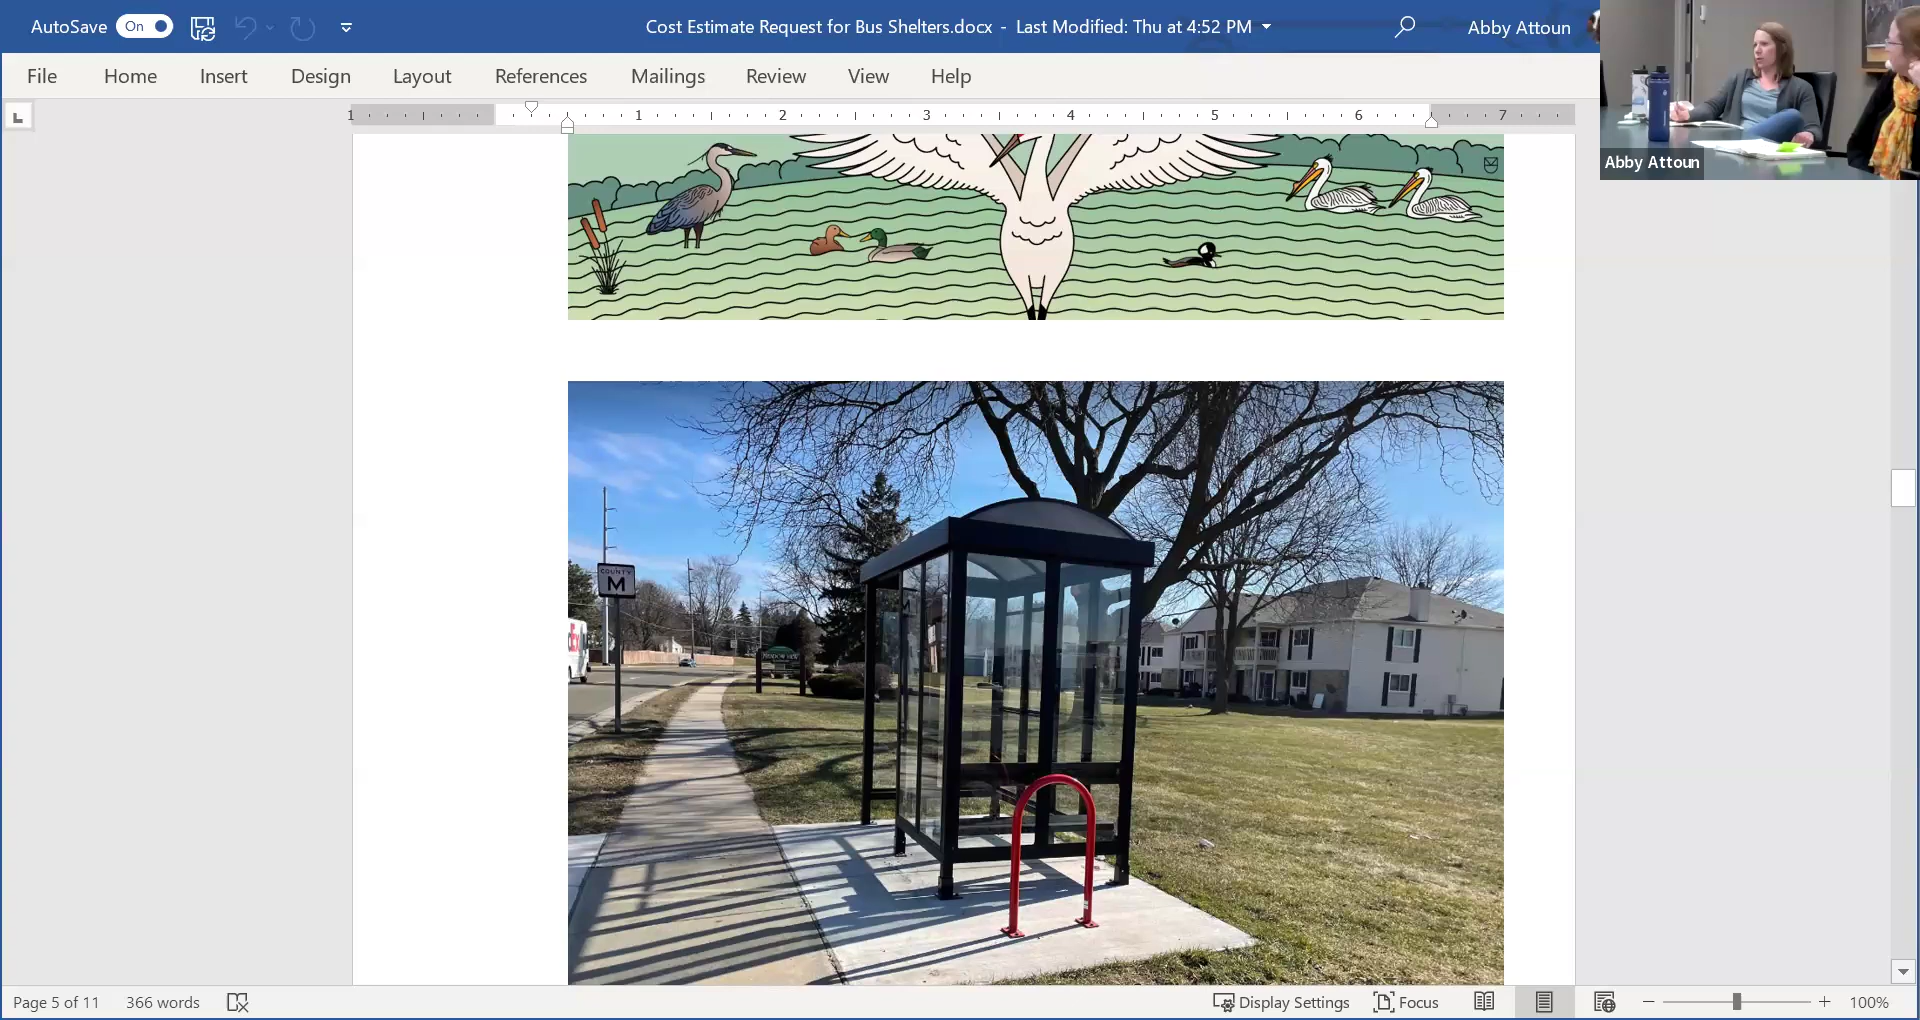 AutoSave On
Cost Estimate Request for Bus Shelters.docx - Last Modified: Thu at 4:52 PM
Abby Attoun
File Home Insert Design Layout References Mailings Review View Help
Abby Attoun
1 1 2 3 4 5 6 7
COUNTY
M
MEADOW VIEW
Page 5 of 11 366 words
Display Settings Focus 100%